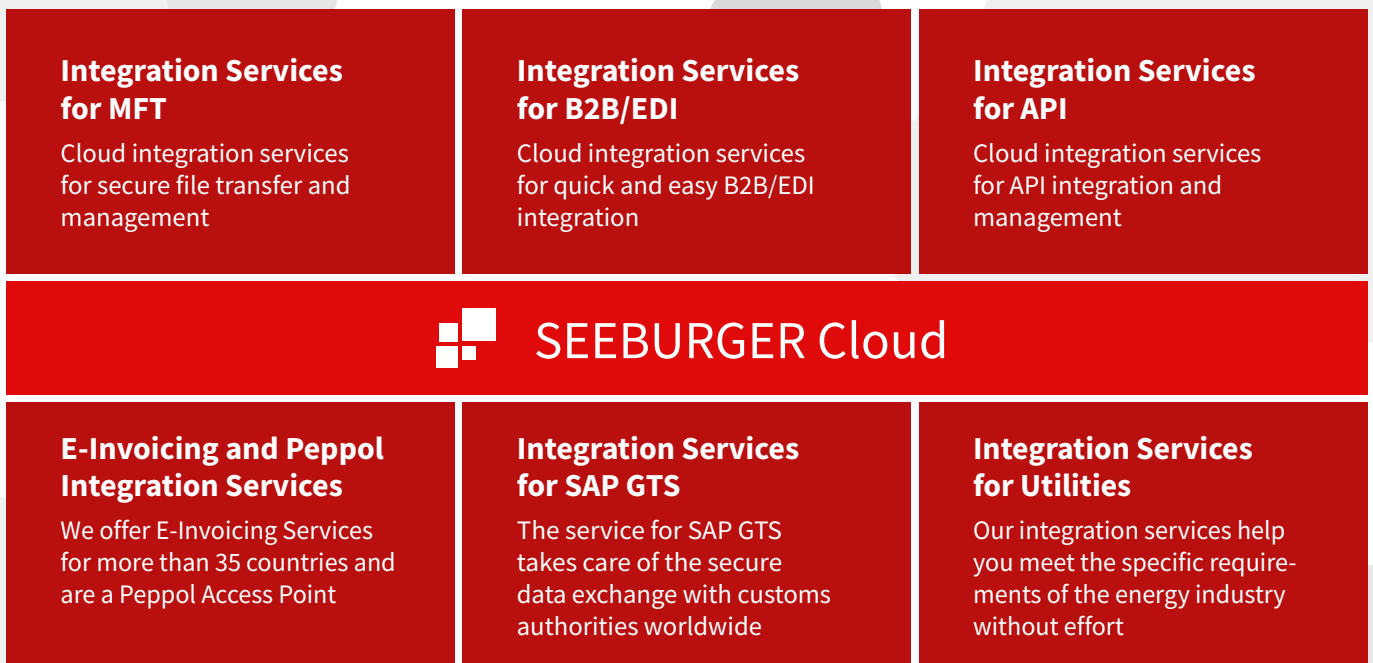 Integration Services
for MFT
Cloud integration services
for secure file transfer and
management
Integration Services
for B2B/EDI
Cloud integration services
for quick and easy B2B/EDI
integration
Integration Services
for API
Cloud integration services
for API integration and
management
SEEBURGER Cloud
E-Invoicing and Peppol
Integration Services
We offer E-Invoicing Services
for more than 35 countries and
are a Peppol Access Point
Integration Services
for SAP GTS
The service for SAP GTS
takes care of the secure
data exchange with customs
authorities worldwide
Integration Services
for Utilities
Our integration services help
you meet the specific require-
ments of the energy industry
without effort